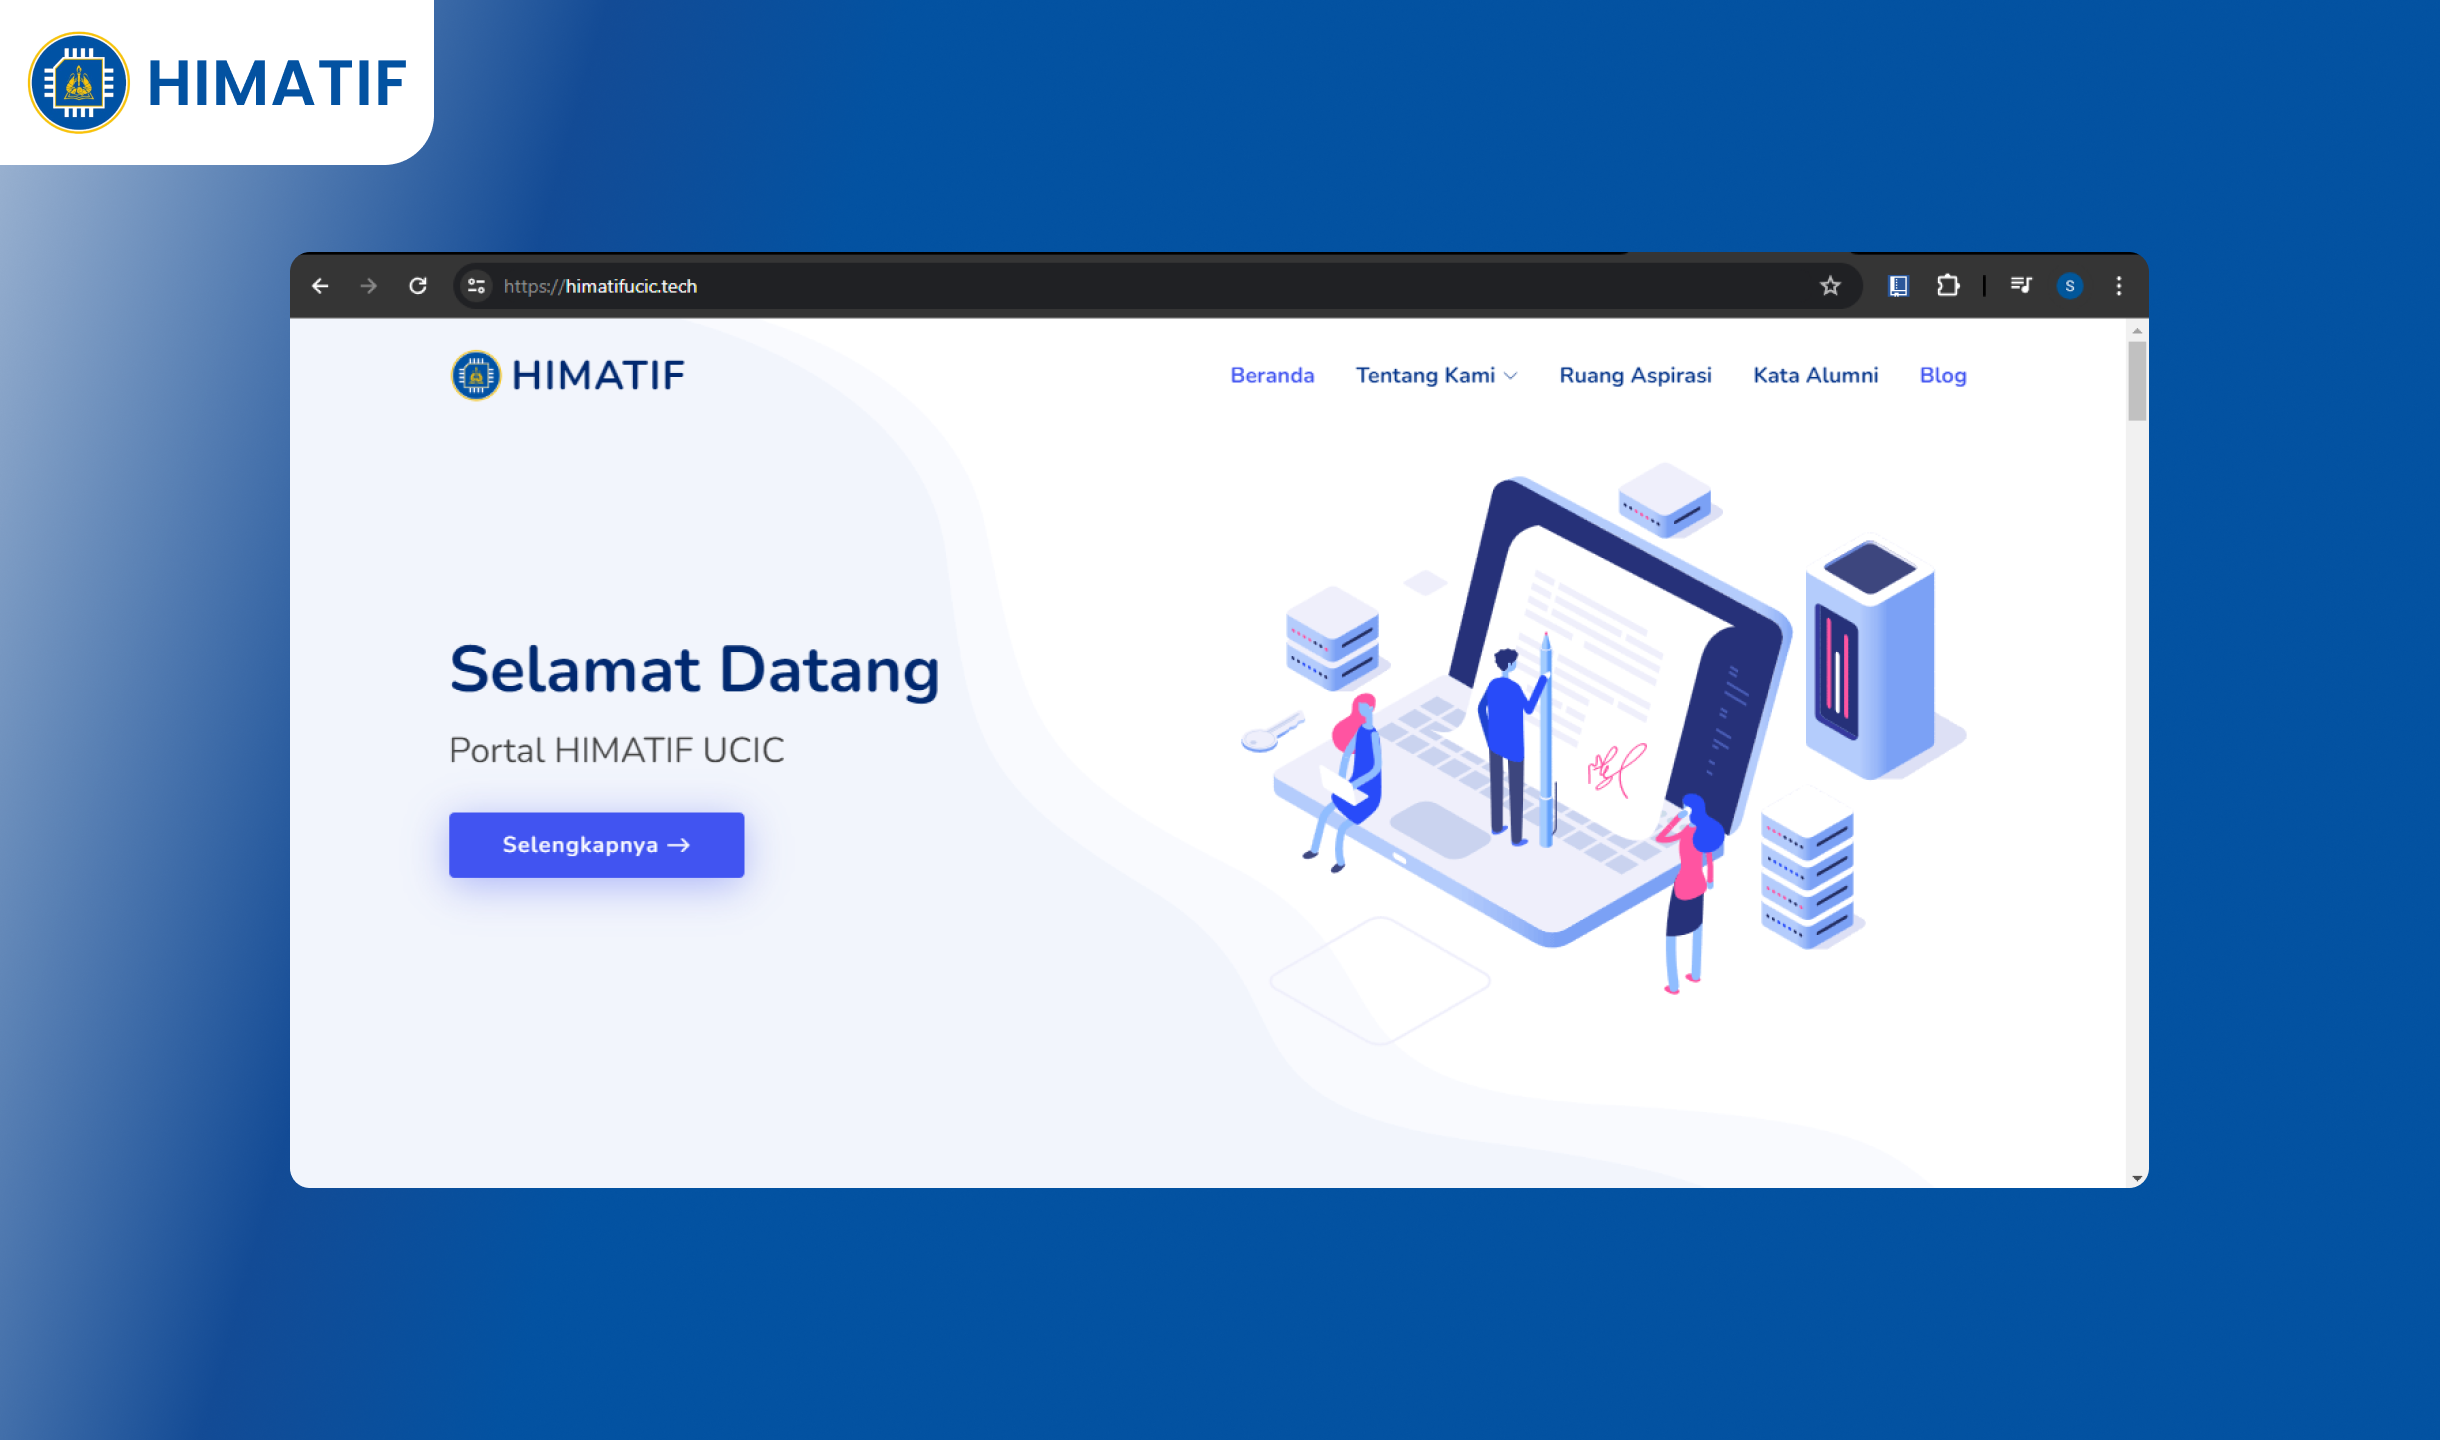 HIMATIF
https://himatifucic.tech
S
HIMATIF
Beranda Tentang Kami Ruang Aspirasi Kata Alumni Blog
Selamat Datang
Portal HIMATIF UCIC
Selengkapnya →